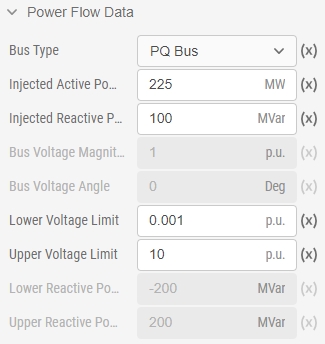 Power Flow Data
Bus Type PQ Bus (x)
Injected Active Po... 225 MW (x)
Injected Reactive P... 100 MVar (x)
Bus Voltage Magnit... 1 p.u. (x)
Bus Voltage Angle 0 Deg (x)
Lower Voltage Limit 0.001 p.u. (x)
Upper Voltage Limit 10 p.u. (x)
Lower Reactive Po... -200 MVar (x)
Upper Reactive Po... 200 MVar (x)